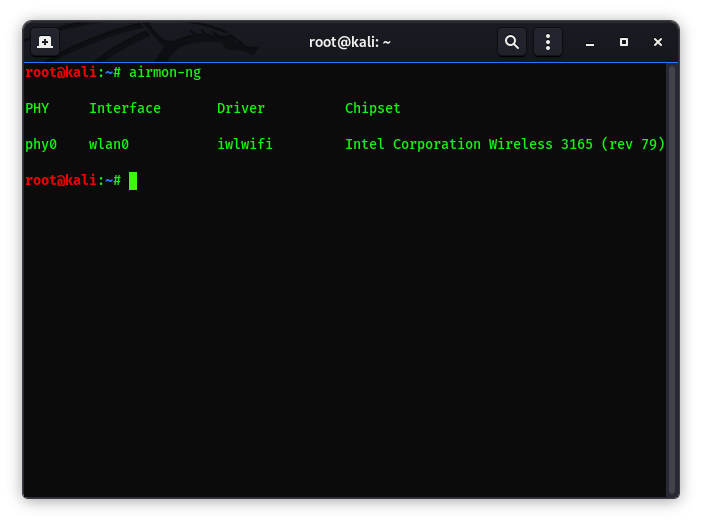 root@kali: ~
root@kali:~# airmon-ng
PHY Interface Driver Chipset
phy0 wlan0 iwlwifi Intel Corporation Wireless 3165 (rev 79)
root@kali:~#